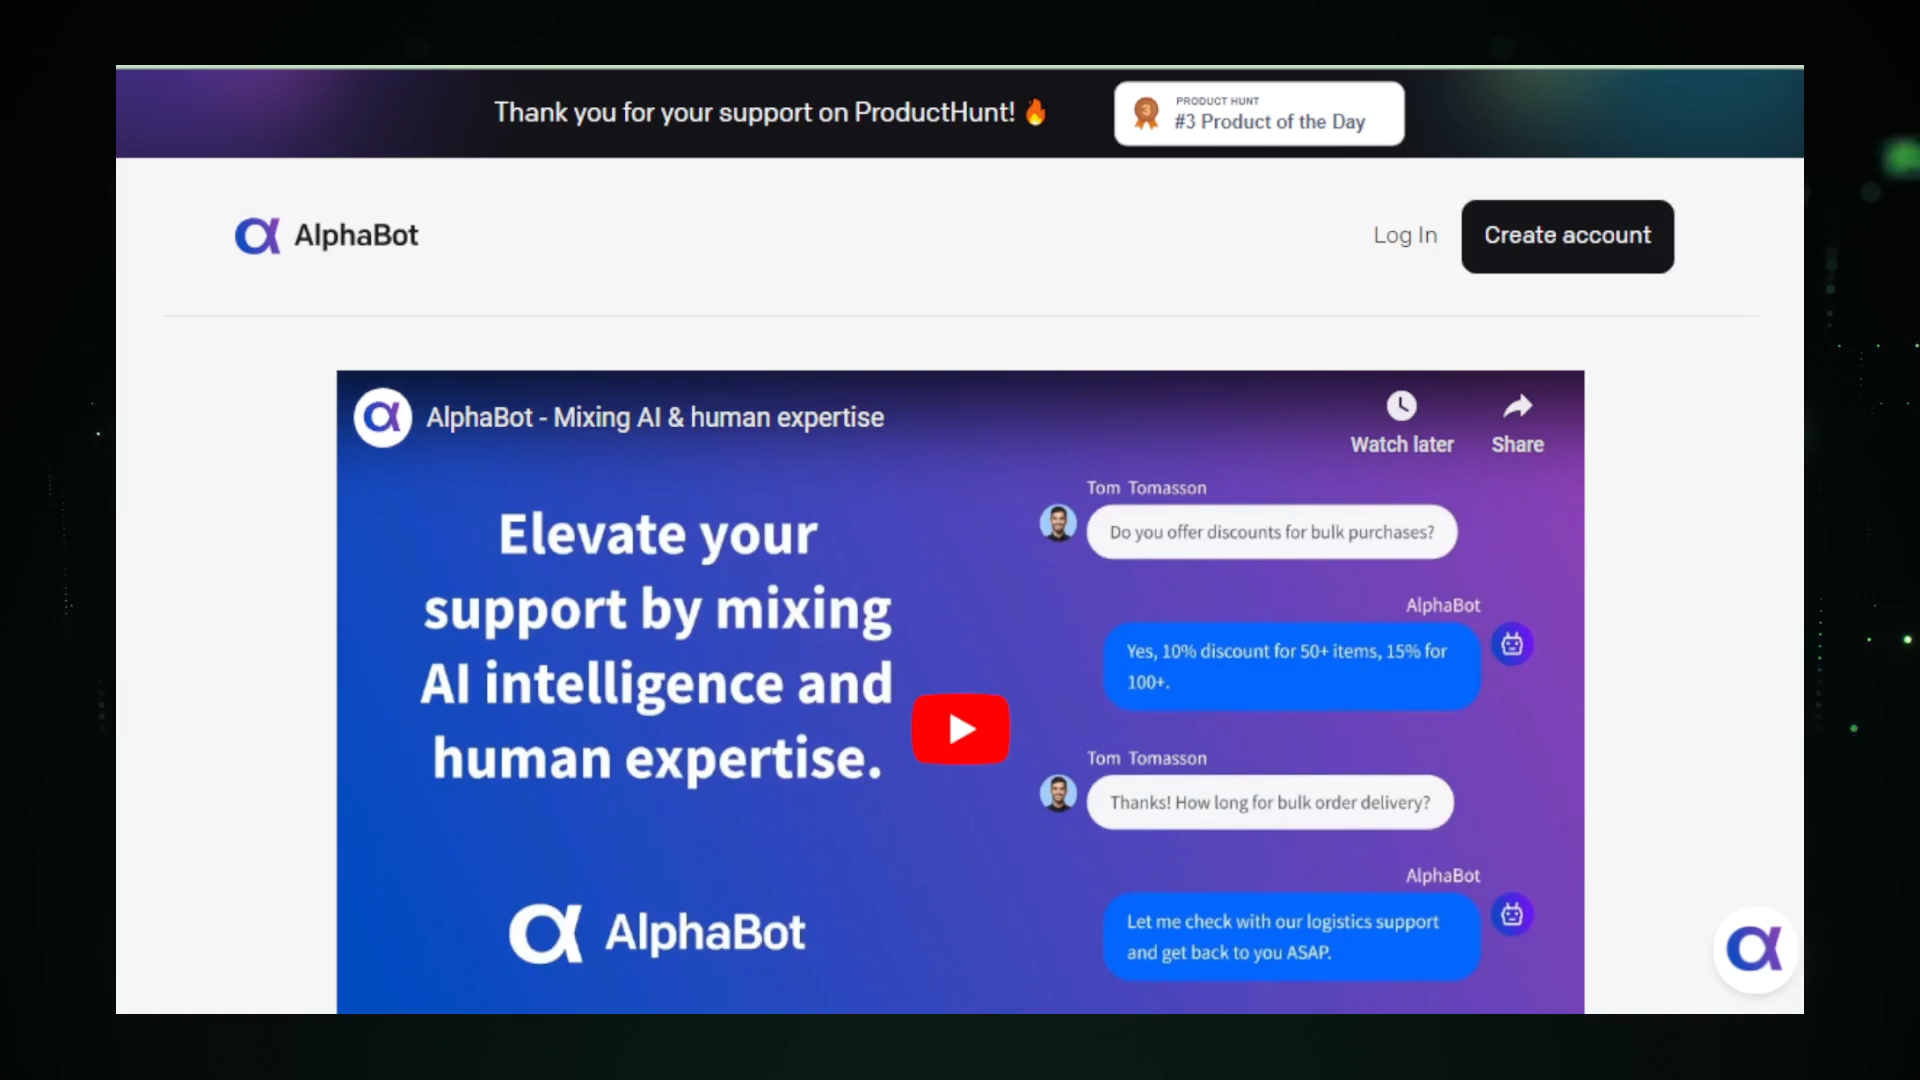 Thank you for your support on ProductHunt! 🔥
3
PRODUCT HUNT
#3 Product of the Day
AlphaBot
Log In
Create account
AlphaBot - Mixing AI & human expertise
Watch later
Share
Elevate your
support by mixing
AI intelligence and
human expertise.
AlphaBot
Tom Tomasson
Do you offer discounts for bulk purchases?
AlphaBot
Yes, 10% discount for 50+ items, 15% for
100+.
Tom Tomasson
Thanks! How long for bulk order delivery?
AlphaBot
Let me check with our logistics support
and get back to you ASAP.